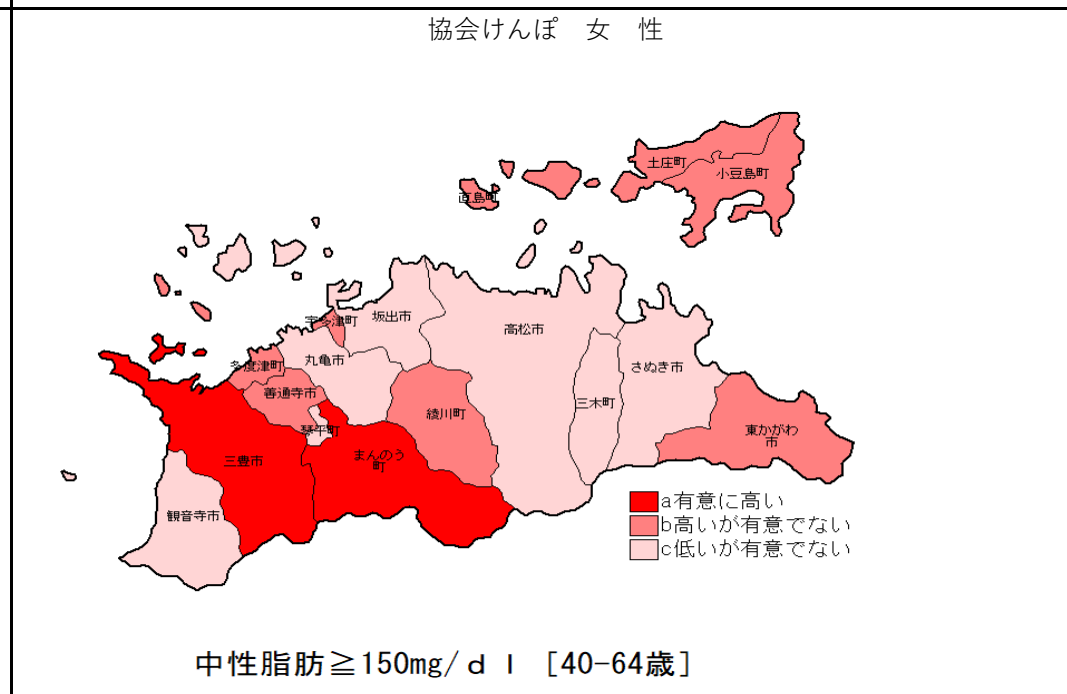 協会けんぽ　女　性
土庄町
小豆島町
直島町
宇多津町
坂出市
高松市
多度津町
丸亀市
さぬき市
善通寺市
綾川町
三木町
琴平町
東かがわ
市
三豊市
まんのう
町
観音寺市
a有意に高い
b高いが有意でない
c低いが有意でない
中性脂肪≧150mg/ｄｌ［40-64歳］